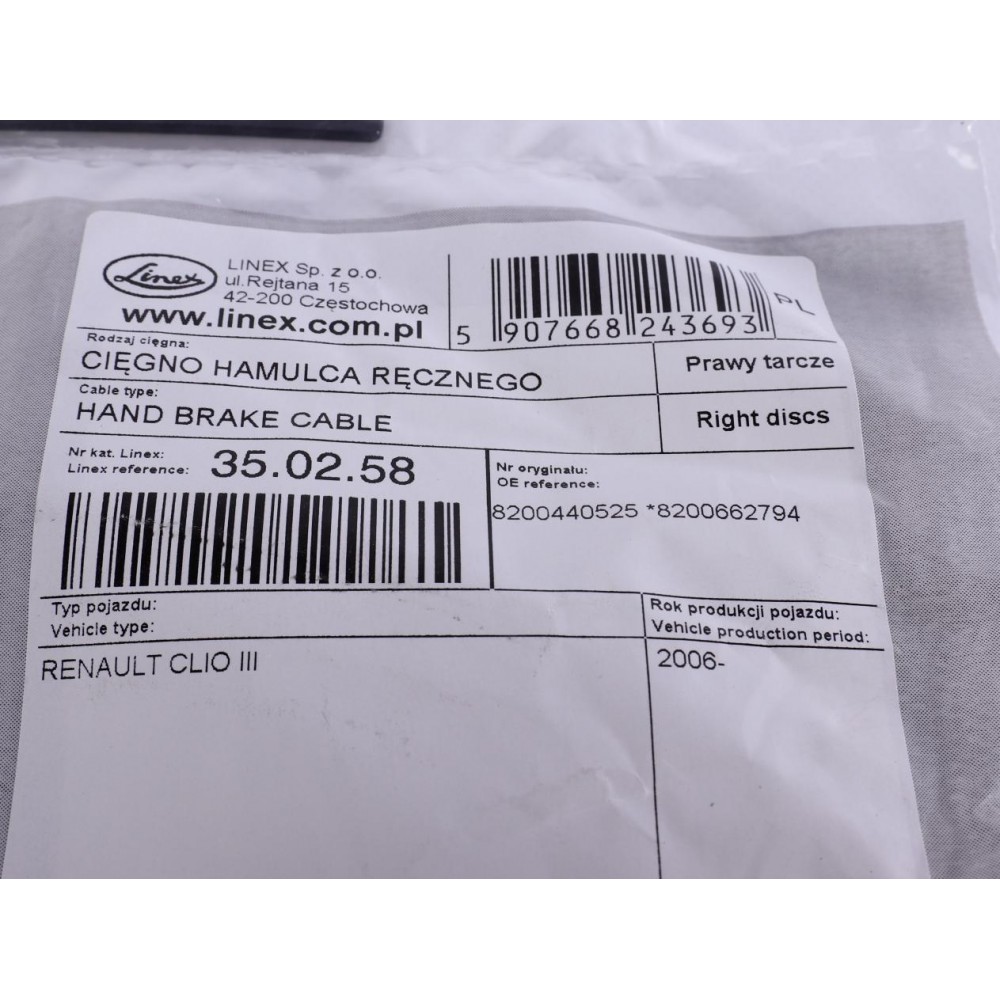 Linex
LINEX Sp. z o.o.
ul.Rejtana 15
42-200 Częstochowa
www.linex.com.pl
5 907668 243693
PL
Rodzaj cięgna:
CIĘGNO HAMULCA RĘCZNEGO
Prawy tarcze
Cable type:
HAND BRAKE CABLE
Right discs
Nr kat. Linex:
Linex reference:
35.02.58
Nr oryginału:
OE reference:
8200440525 *8200662794
Typ pojazdu:
Vehicle type:
Rok produkcji pojazdu:
Vehicle production period:
RENAULT CLIO III
2006-